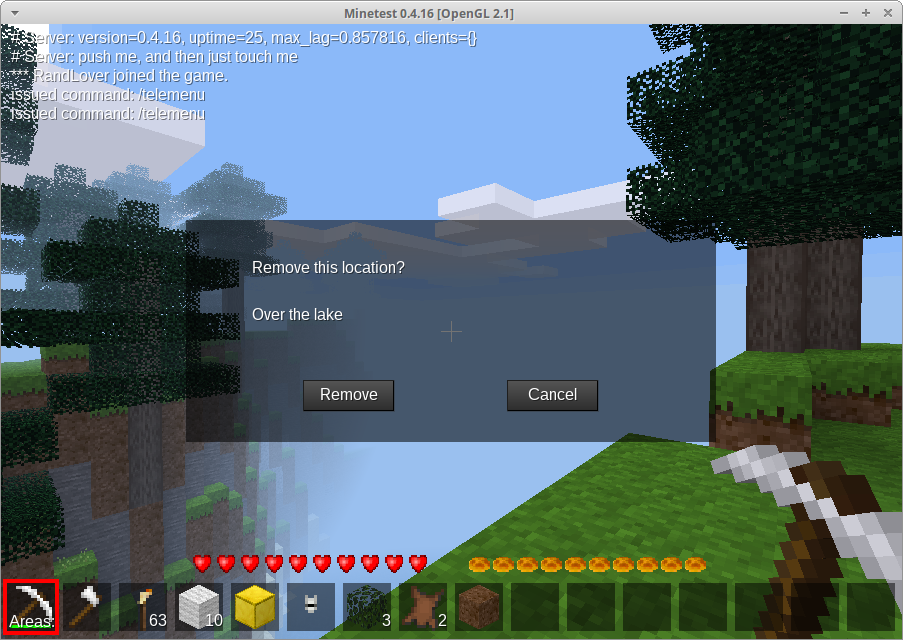 Minetest 0.4.16 [OpenGL 2.1]
# Server: version=0.4.16, uptime=25, max_lag=0.857816, clients={}
# Server: push me, and then just touch me
*** RandLover joined the game.
Issued command: /telemenu
Issued command: /telemenu
Remove this location?
Over the lake
Remove Cancel
Areas: 63 10 3 2